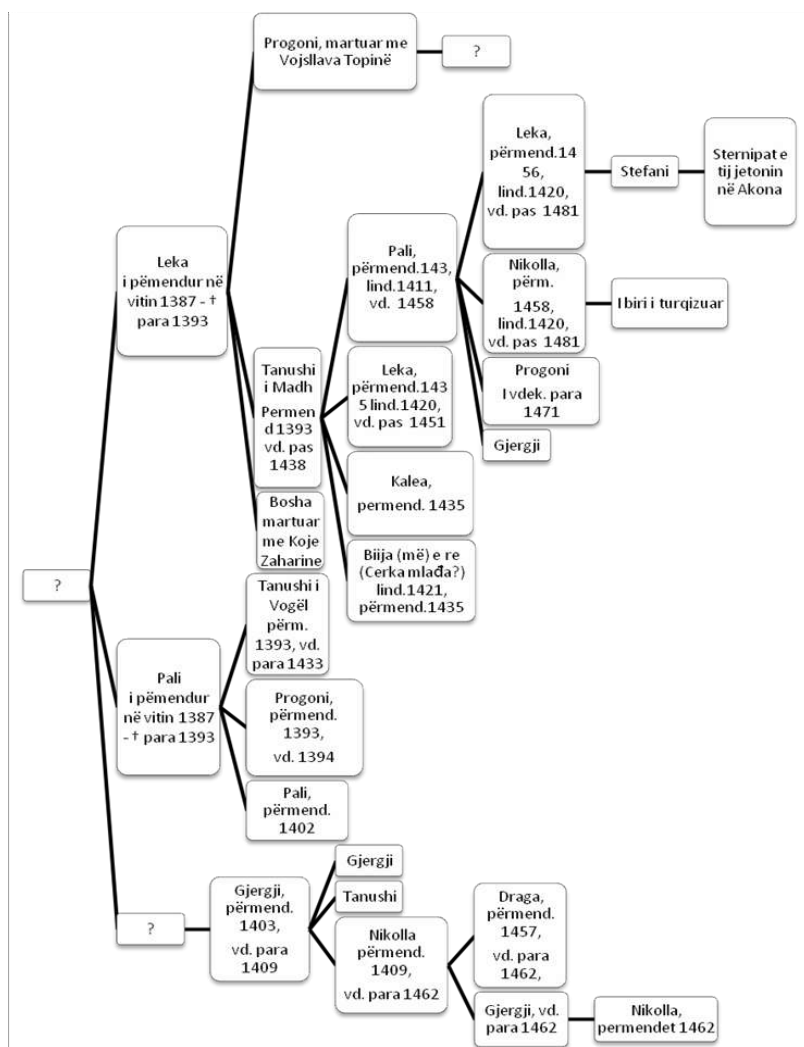 Progoni, martuar me
Vojsllava Topinë
?
Leka,
përmend.14
56,
lind.1420,
vd. pas 1481
Stefani
Sternipat e
tij jetonin
në Akona
Leka
i pëmendur në
vitin 1387 - †
para 1393
Pali,
përmend.143,
lind.1411,
vd. 1458
Nikolla,
përm.
1458,
lind.1420,
vd. pas 1481
I biri i turqizuar
Tanushi
i Madh
Permen
d 1393
vd. pas
1438
Leka,
përmend.143
5 lind.1420,
vd. pas 1451
Progoni
I vdek. para
1471
Gjergji
Kalea,
permend. 1435
Bosha
martuar
me Koje
Zaharine
Biija (më) e re
(Cerka mlađa?)
lind.1421,
përmend.1435
?
Tanushi i
Vogël
përm.
1393, vd.
para 1433
Pali
i pëmendur
në vitin 1387
- † para 1393
Progoni,
përmend.
1393,
vd. 1394
Pali,
përmend.
1402
?
Gjergji,
përmend.
1403,
vd. para
1409
Gjergji
Tanushi
Nikolla
përmend.
1409,
vd. para 1462
Draga,
përmend.
1457,
vd. para
1462,
Gjergji, vd.
para 1462
Nikolla,
permendet 1462